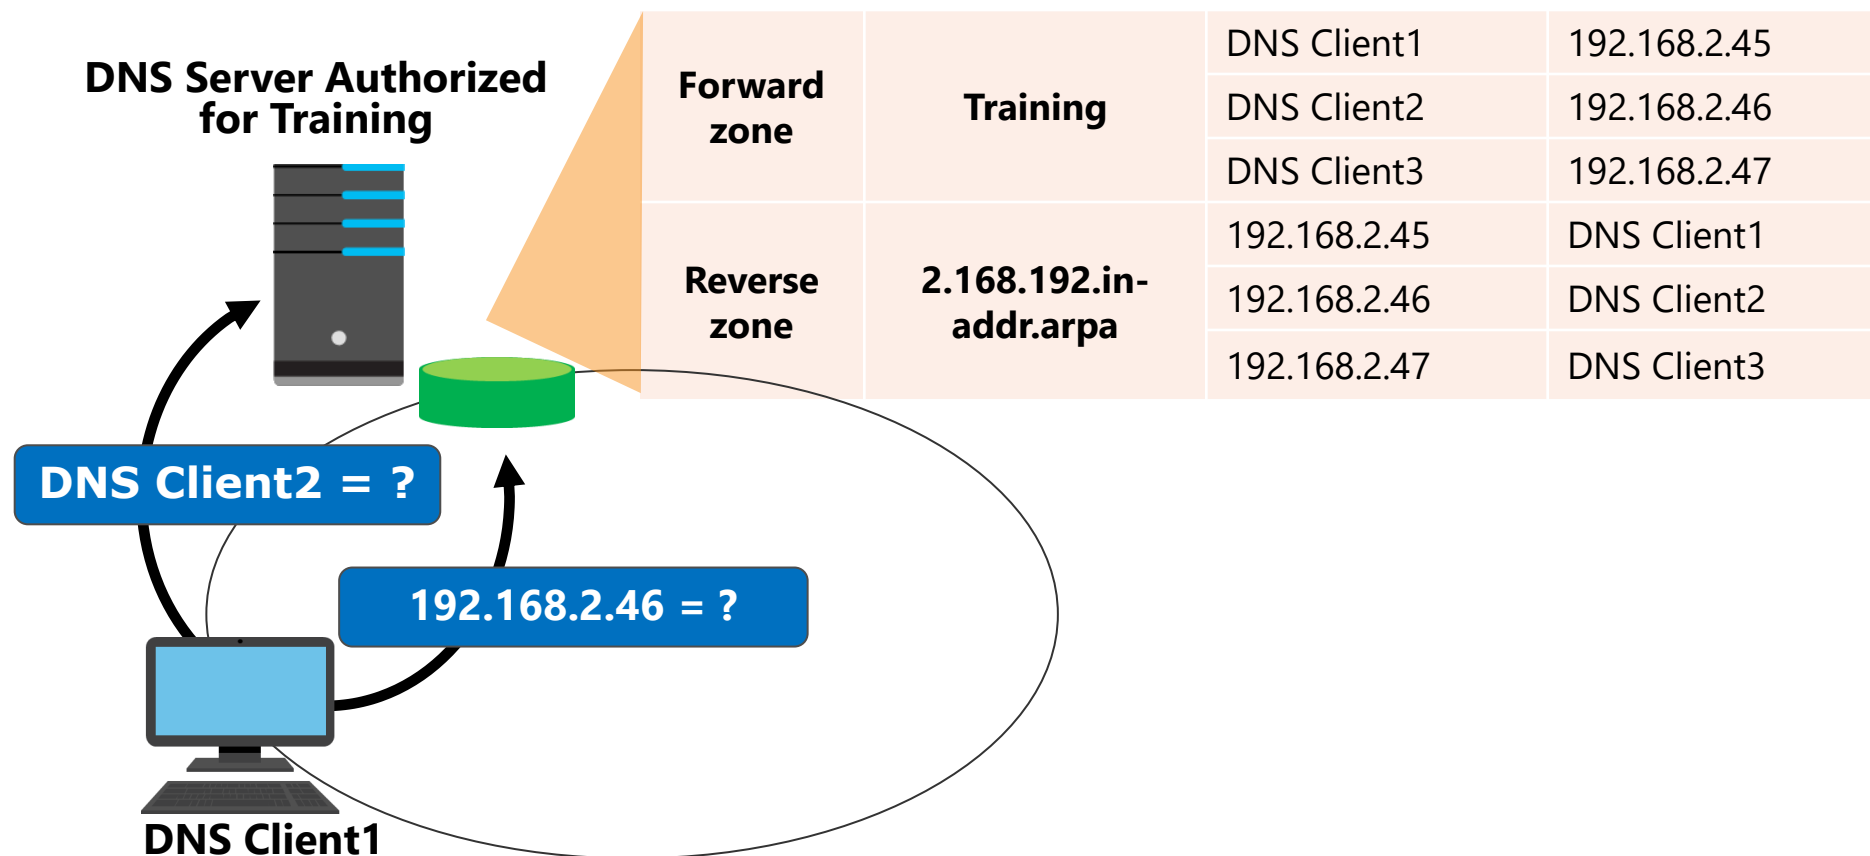 DNS Server Authorized
for Training
Forward
zone
Training
DNS Client1
192.168.2.45
DNS Client2
192.168.2.46
DNS Client3
192.168.2.47
Reverse
zone
2.168.192.in-
addr.arpa
192.168.2.45
DNS Client1
192.168.2.46
DNS Client2
192.168.2.47
DNS Client3
DNS Client2 = ?
192.168.2.46 = ?
DNS Client1